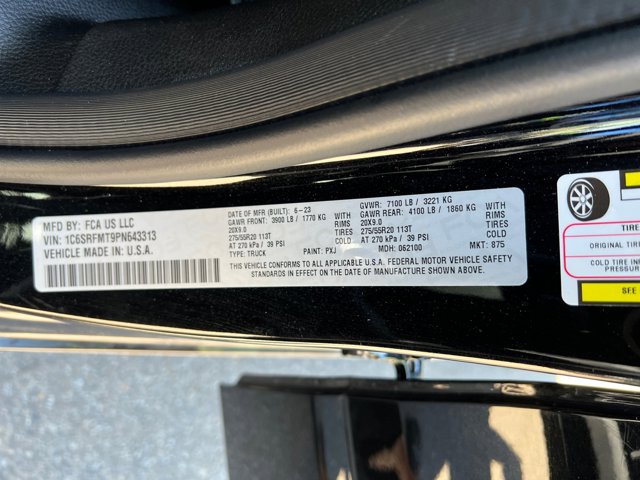 MFD BY: FCA US LLC
VIN: 1C6SRFMT9PN643313
VEHICLE MADE IN: U.S.A.
DATE OF MFR (BUILT): 6-23
GVWR: 7100 LB / 3221 KG
GAWR FRONT: 3900 LB / 1770 KG WITH
20X9.0 RIMS
275/55R20 113T TIRES
AT 270 kPa / 39 PSI COLD
GAWR REAR: 4100 LB / 1860 KG WITH
20X9.0 RIMS
275/55R20 113T TIRES
AT 270 kPa / 39 PSI COLD
TYPE: TRUCK PAINT: PXJ MDH: 062100 MKT: 875
THIS VEHICLE CONFORMS TO ALL APPLICABLE U.S.A. FEDERAL MOTOR VEHICLE SAFETY
STANDARDS IN EFFECT ON THE DATE OF MANUFACTURE SHOWN ABOVE.
ORIGINAL TIRE
COLD TIRE
PRESSURE
SEE